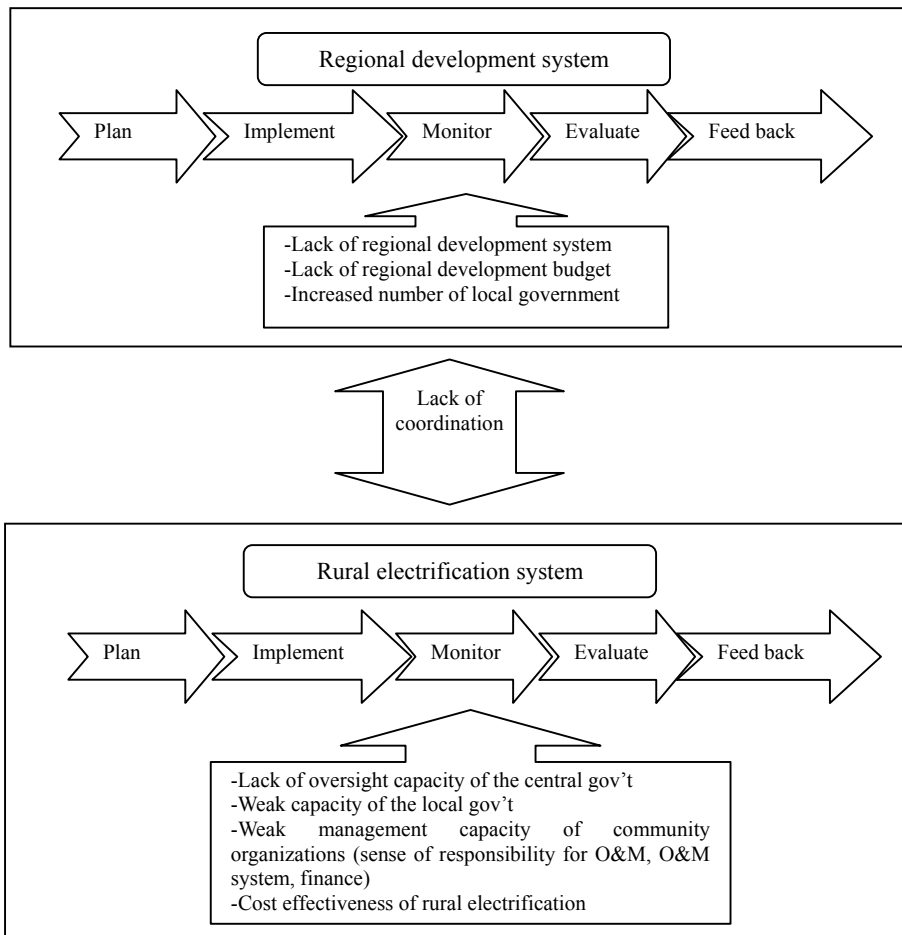 Regional development system
Plan
Implement
Monitor
Evaluate
Feed back
-Lack of regional development system
-Lack of regional development budget
-Increased number of local government
Lack of
coordination
Rural electrification system
Plan
Implement
Monitor
Evaluate
Feed back
-Lack of oversight capacity of the central gov’t
-Weak capacity of the local gov’t
-Weak management capacity of community
organizations (sense of responsibility for O&M, O&M
system, finance)
-Cost effectiveness of rural electrification